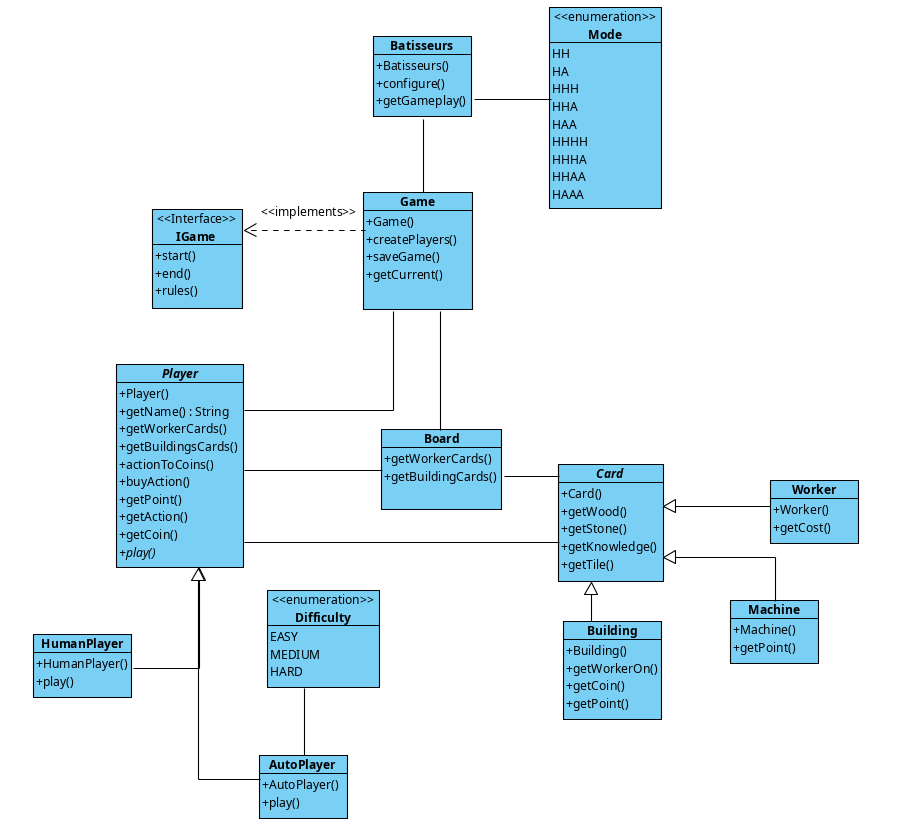 Batisseurs
+Batisseurs()
+configure()
+getGameplay()
<<enumeration>>
Mode
HH
HA
HHH
HHA
HAA
HHHH
HHHA
HHAA
HAAA
<<Interface>>
IGame
+start()
+end()
+rules()
<<implements>>
Game
+Game()
+createPlayers()
+saveGame()
+getCurrent()
Player
+Player()
+getName() : String
+getWorkerCards()
+getBuildingsCards()
+actionToCoins()
+buyAction()
+getPoint()
+getAction()
+getCoin()
+play()
Board
+getWorkerCards()
+getBuildingCards()
Card
+Card()
+getWood()
+getStone()
+getKnowledge()
+getTile()
Worker
+Worker()
+getCost()
Machine
+Machine()
+getPoint()
Building
+Building()
+getWorkerOn()
+getCoin()
+getPoint()
<<enumeration>>
Difficulty
EASY
MEDIUM
HARD
HumanPlayer
+HumanPlayer()
+play()
AutoPlayer
+AutoPlayer()
+play()